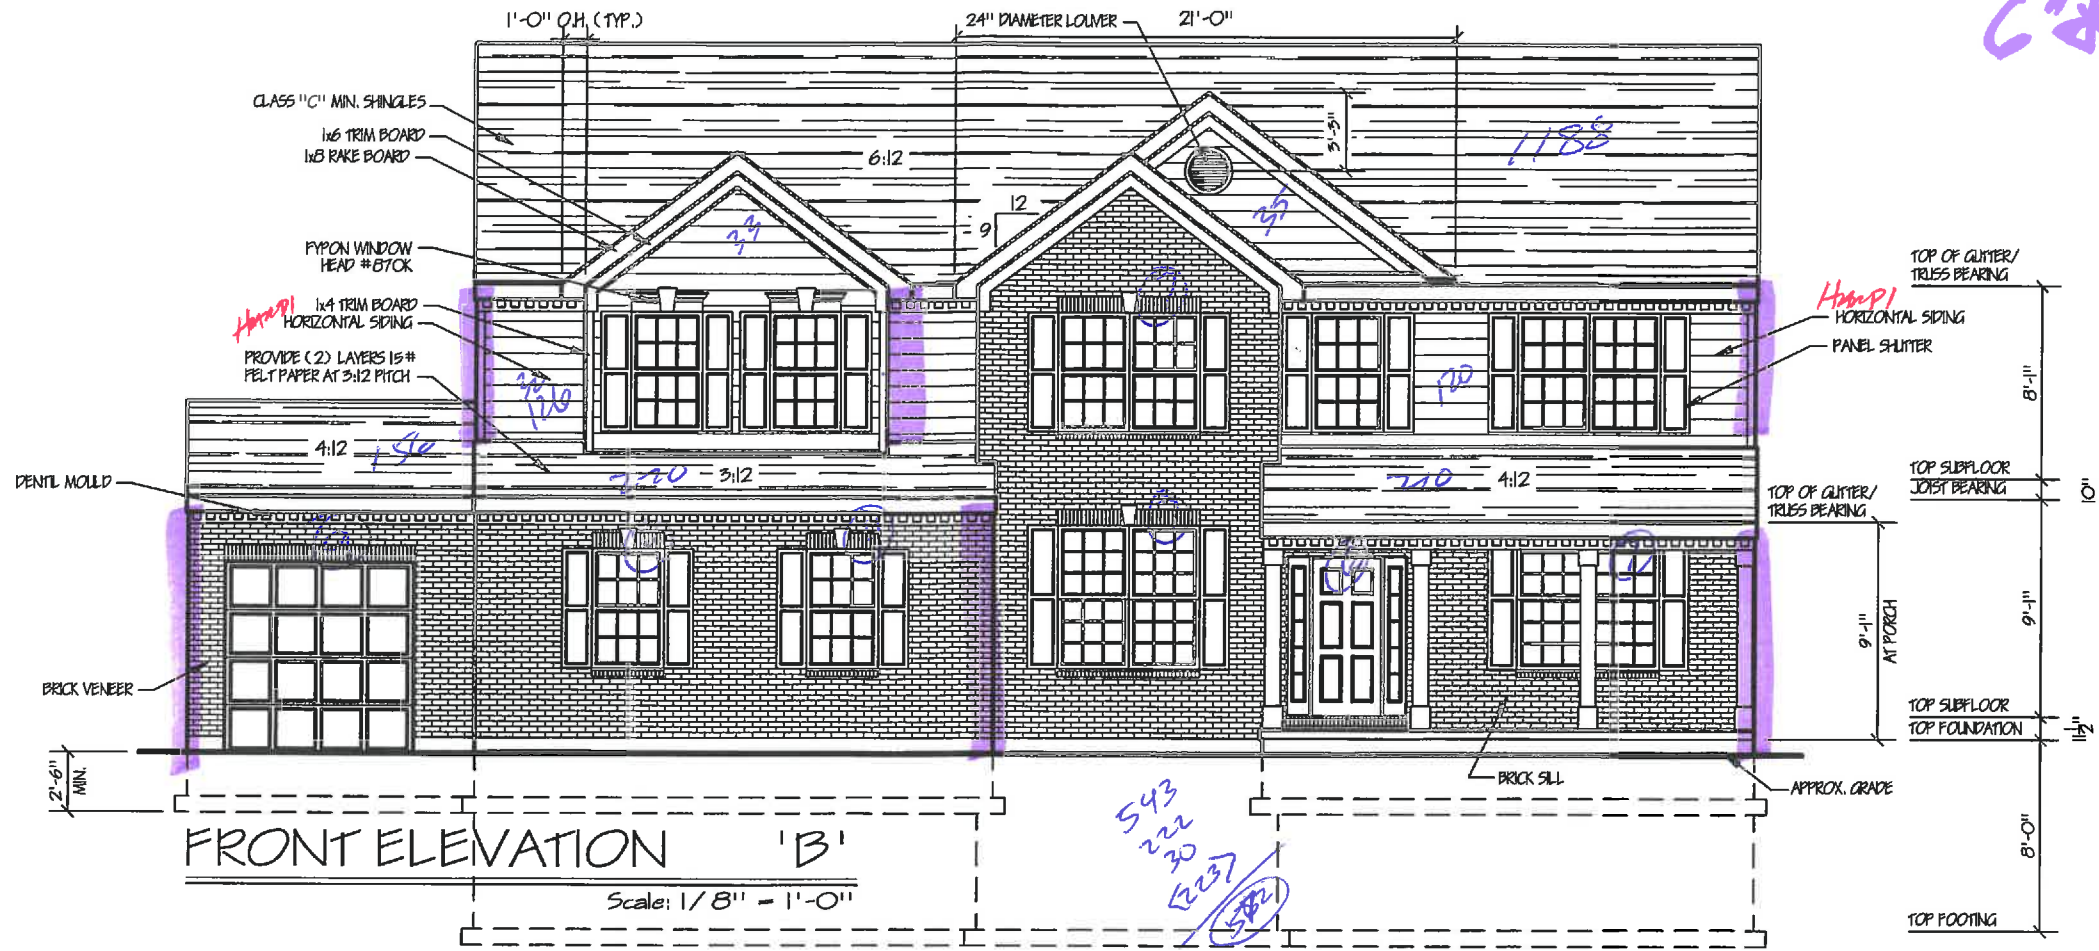 1'-0" O.H. (TYP.)
24" DIAMETER LOUVER
21'-0"
CLASS "C" MIN. SHINGLES
1x6 TRIM BOARD
1x8 RAKE BOARD
6:12
3'-3"
1188
12
9
33
35
FYPON WINDOW
HEAD #870K
1x4 TRIM BOARD
HORIZONTAL SIDING
PROVIDE (2) LAYERS 15#
FELT PAPER AT 3:12 PITCH
TOP OF GUTTER/
TRUSS BEARING
HORIZONTAL SIDING
PANEL SHUTTER
120
8'-1"
4:12
3:12
4:12
DENTIL MOULD
TOP SUBFLOOR
JOIST BEARING
10"
TOP OF GUTTER/
TRUSS BEARING
9'-1"
AT PORCH
9'-1"
BRICK VENEER
TOP SUBFLOOR
TOP FOUNDATION
2'-6"
MIN.
BRICK SILL
APPROX. GRADE
8'-0"
543
222
30
FRONT ELEVATION 'B'
Scale: 1/8" = 1'-0"
TOP FOOTING